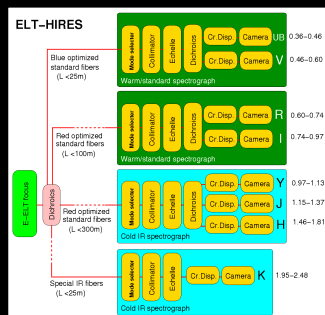 ELT-HIRES
Mode selecter
Collimator
Echelle
Dichroics
Cr.Disp.
Camera
UB
0.36-0.46
Cr.Disp.
Camera
V
0.46-0.60
Blue optimized
standard fibers
(L <25m)
Warm/standard spectrograph
Mode selecter
Collimator
Echelle
Dichroics
Cr.Disp.
Camera
R
0.60-0.74
Cr.Disp.
Camera
I
0.74-0.97
Red optimized
standard fibers
(L <100m)
Warm/standard spectrograph
E-ELT focus
Dichroics
Mode selecter
Collimator
Echelle
Dichroics
Cr.Disp.
Camera
Y
0.97-1.13
Cr.Disp.
Camera
J
1.15-1.37
Cr.Disp.
Camera
H
1.46-1.81
Red optimized
standard fibers
(L <300m)
Cold IR spectrograph
Mode selecter
Collimator
Echelle
Cr.Disp.
Camera
K
1.95-2.48
Special IR fibers
(L <25m)
Cold IR spectrograph